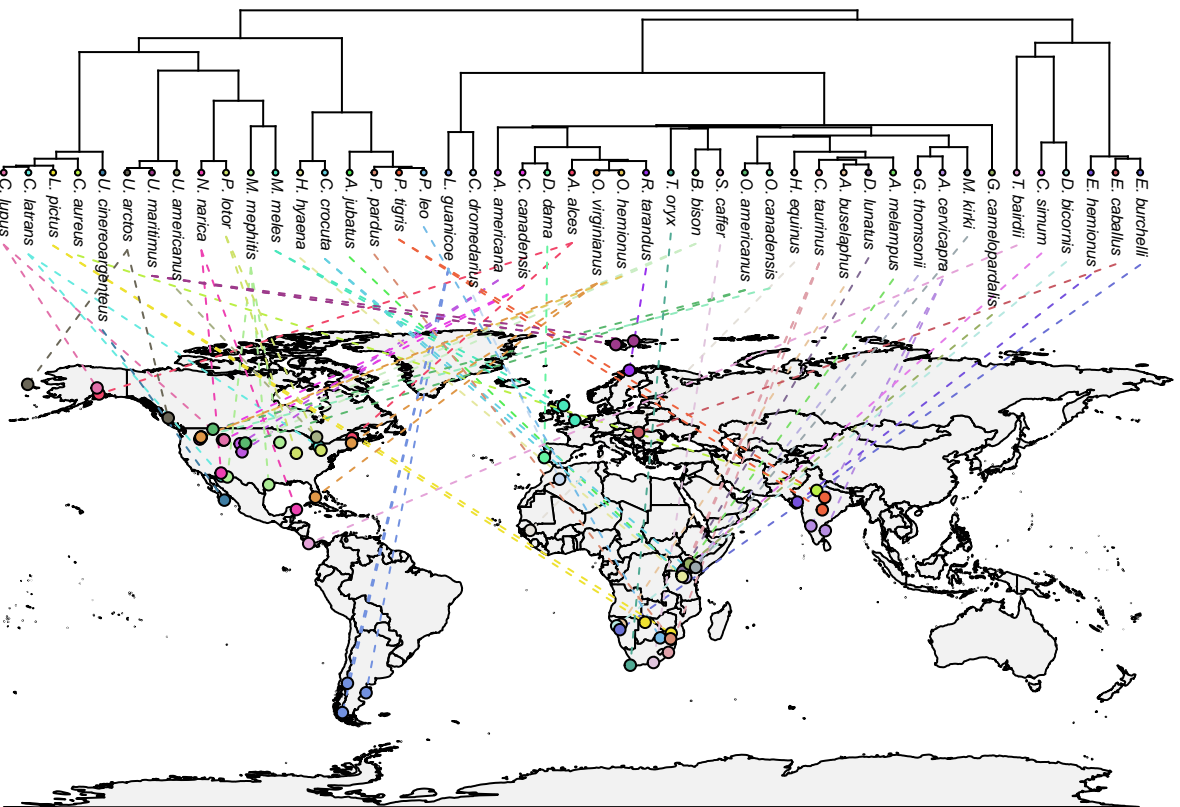 C. lupus
C. latrans
L. pictus
C. aureus
U. cinereoargenteus
U. arctos
U. maritimus
U. americanus
N. narica
P. lotor
M. mephitis
M. meles
H. hyaena
C. crocuta
A. jubatus
P. pardus
P. tigris
P. leo
L. guanicoe
C. dromedarius
A. americana
C. canadensis
D. dama
A. alces
O. virginianus
O. hemionus
R. tarandus
T. oryx
B. bison
S. caffer
O. americanus
O. canadensis
H. equinus
C. taurinus
A. buselaphus
D. lunatus
A. melampus
G. thomsonii
A. cervicapra
M. kirki
G. camelopardalis
T. bairdii
C. simum
D. bicornis
E. hemionus
E. caballus
E. burchelli